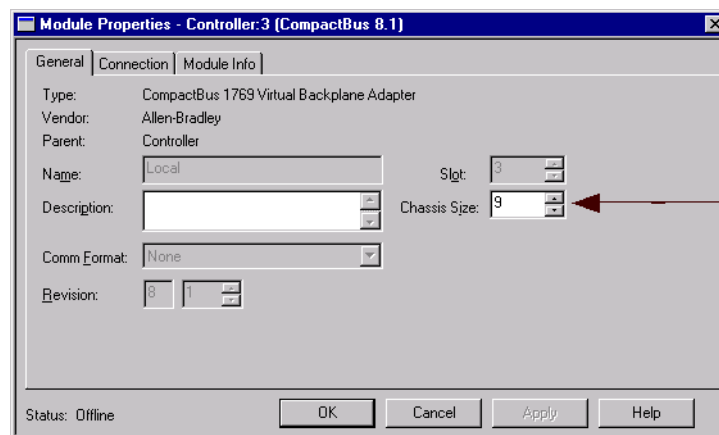 Module Properties - Controller:3 (CompactBus 8.1)
General Connection Module Info
Type: CompactBus 1769 Virtual Backplane Adapter
Vendor: Allen-Bradley
Parent: Controller
Name: Local Slot: 3
Description: Chassis Size: 9
Comm Format: None
Revision: 8 1
Status: Offline OK Cancel Apply Help